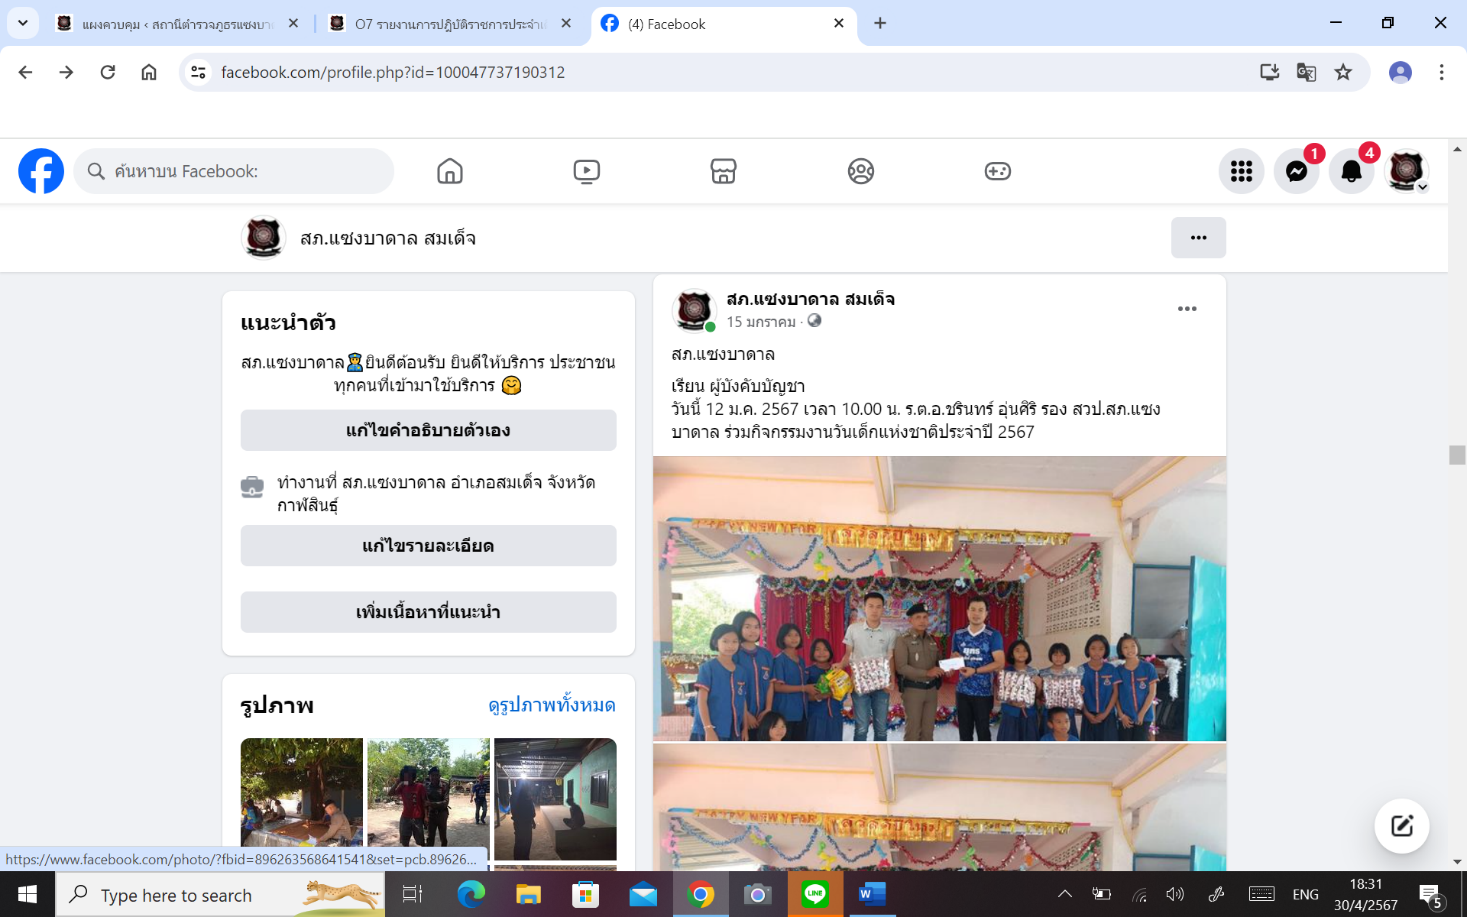 แผงควบคุม ‹ สถานีตำรวจภูธรแซงบาด
O7 รายงานการปฏิบัติราชการประจำเ
(4) Facebook
facebook.com/profile.php?id=100047737190312
ค้นหาบน Facebook:
1
4
สภ.แซงบาดาล สมเด็จ
แนะนำตัว
สภ.แซงบาดาล👮ยินดีต้อนรับ ยินดีให้บริการ ประชาชน
ทุกคนที่เข้ามาใช้บริการ 🤗
แก้ไขคำอธิบายตัวเอง
ทำงานที่ สภ.แซงบาดาล อำเภอสมเด็จ จังหวัด
กาฬสินธุ์
แก้ไขรายละเอียด
เพิ่มเนื้อหาที่แนะนำ
รูปภาพ
ดูรูปภาพทั้งหมด
สภ.แซงบาดาล สมเด็จ
15 มกราคม ·
สภ.แซงบาดาล
เรียน ผู้บังคับบัญชา
วันนี้ 12 ม.ค. 2567 เวลา 10.00 น. ร.ต.อ.ชรินทร์ อุ่นศิริ รอง สวป.สภ.แซง
บาดาล ร่วมกิจกรรมงานวันเด็กแห่งชาติประจำปี 2567
NEW YEAR
https://www.facebook.com/photo/?fbid=896263568641541&set=pcb.89626...
Type here to search
LINE
ENG
18:31
30/4/2567
5